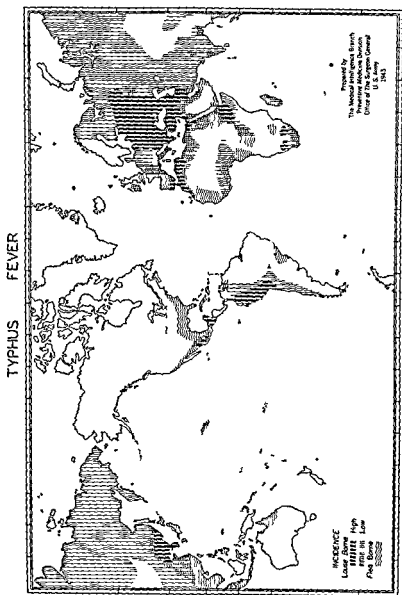 TYPHUS FEVER
Prepared by
The Medical Intelligence Branch
Preventive Medicine Division
Office of The Surgeon General
U. S. Army
1943
INCIDENCE
Louse Borne
High
Low
Flea Borne